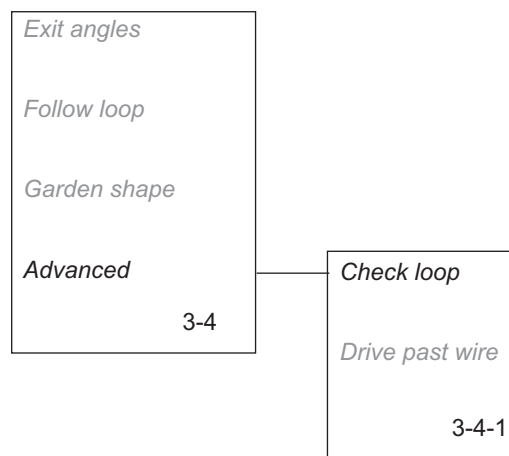 Exit angles
Follow loop
Garden shape
Advanced
3-4
Check loop
Drive past wire
3-4-1